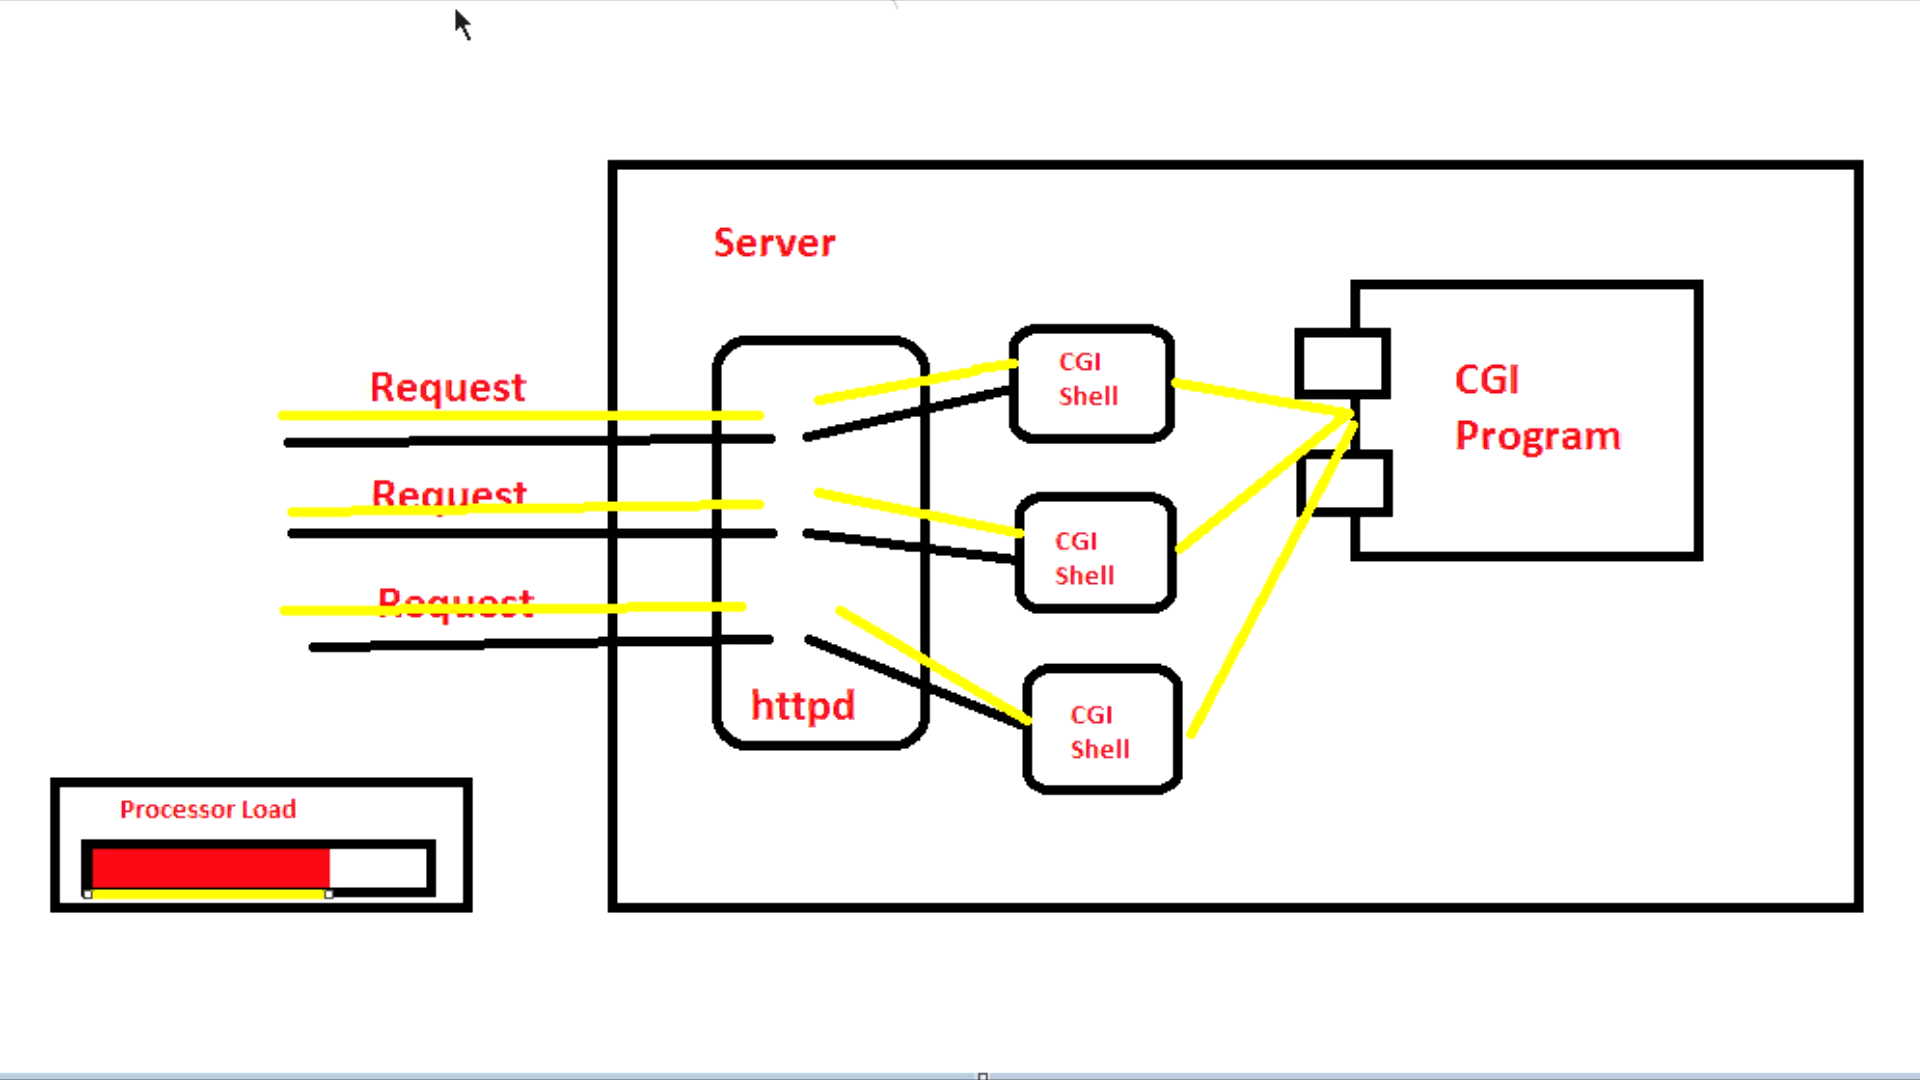 Server
Request
Request
Request
httpd
CGI
Shell
CGI
Shell
CGI
Shell
CGI
Program
Processor Load